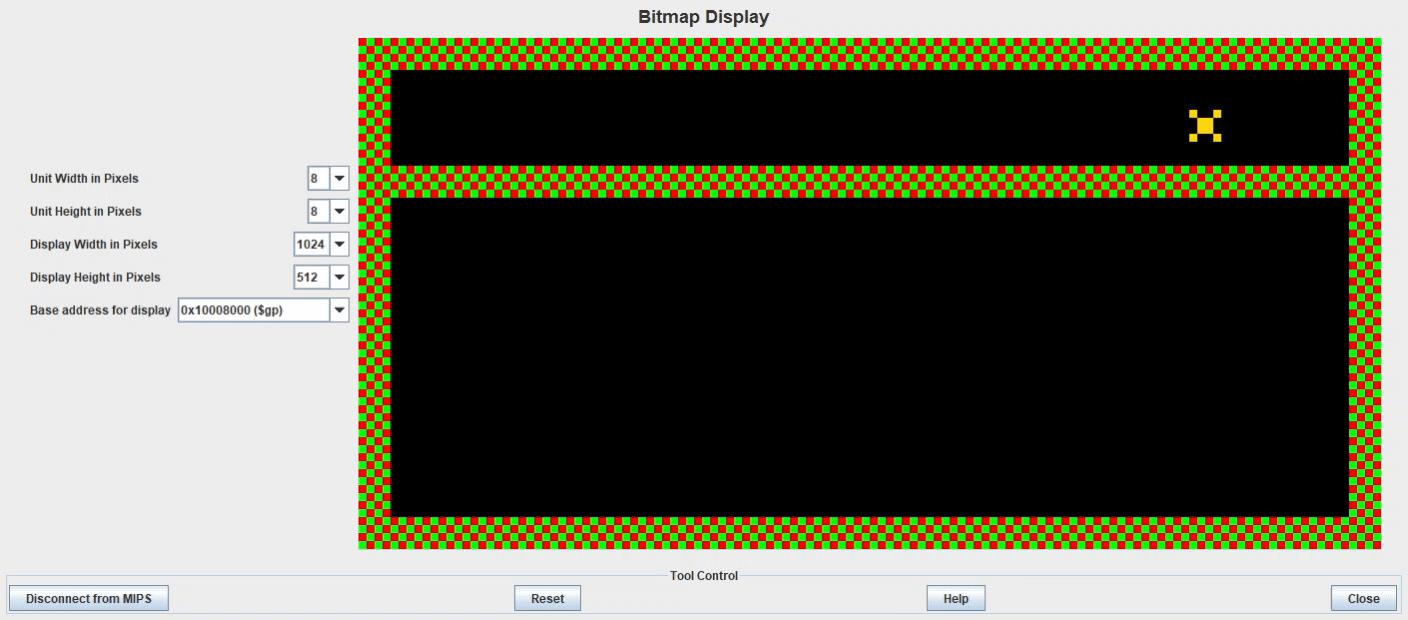 Bitmap Display
Unit Width in Pixels 8
Unit Height in Pixels 8
Display Width in Pixels 1024
Display Height in Pixels 512
Base address for display 0x10008000 ($gp)
Tool Control
Disconnect from MIPS Reset Help Close